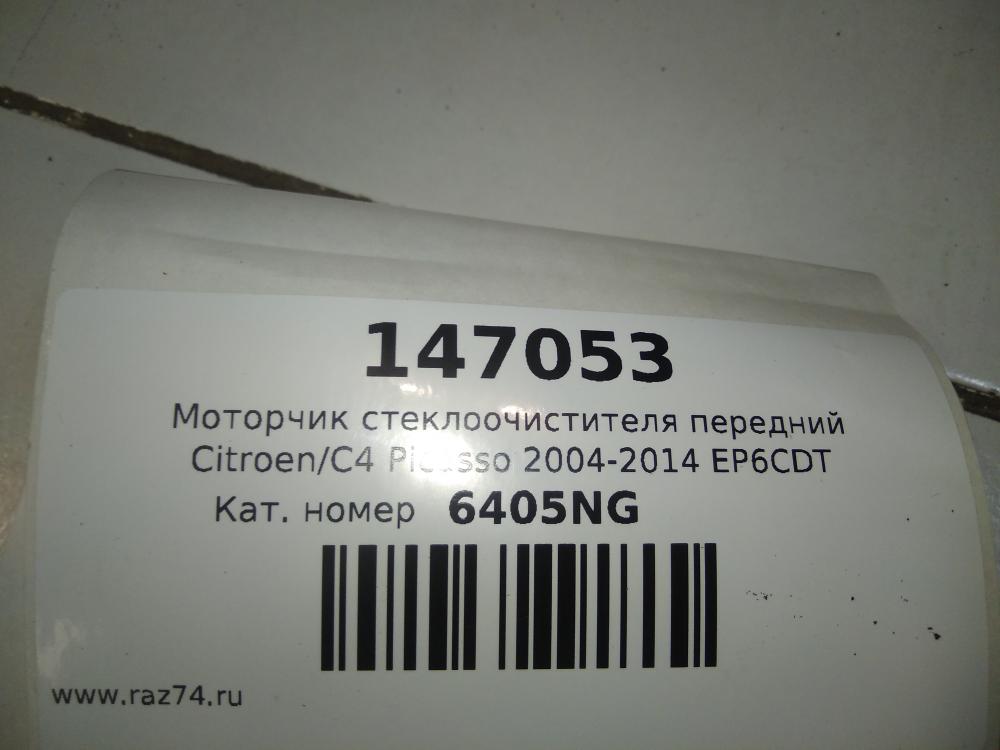 147053
Моторчик стеклоочистителя передний
Citroen/C4 Picasso 2004-2014 EP6CDT
Кат. номер 6405NG
www.raz74.ru